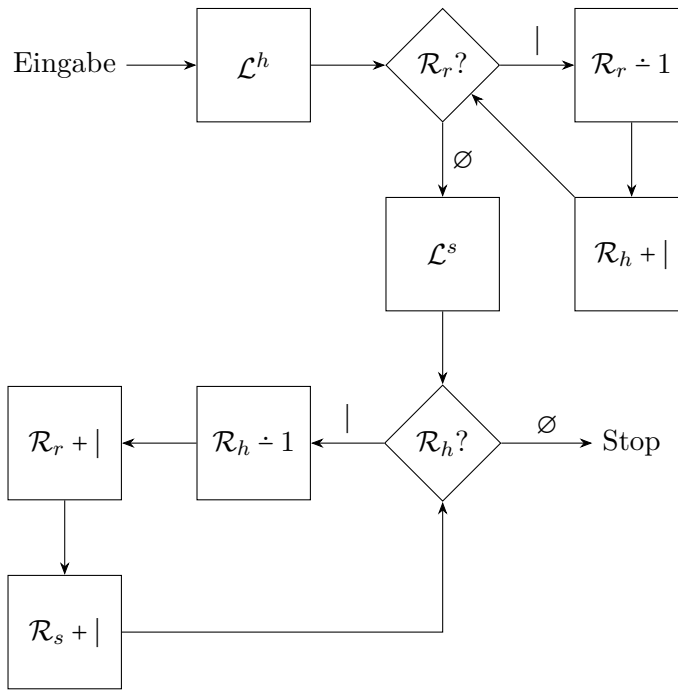 Eingabe
ℒ^h
ℛ_r?
|
ℛ_r ∸ 1
∅
ℒ^s
ℛ_h + |
ℛ_r + |
ℛ_h ∸ 1
|
ℛ_h?
∅
Stop
ℛ_s + |